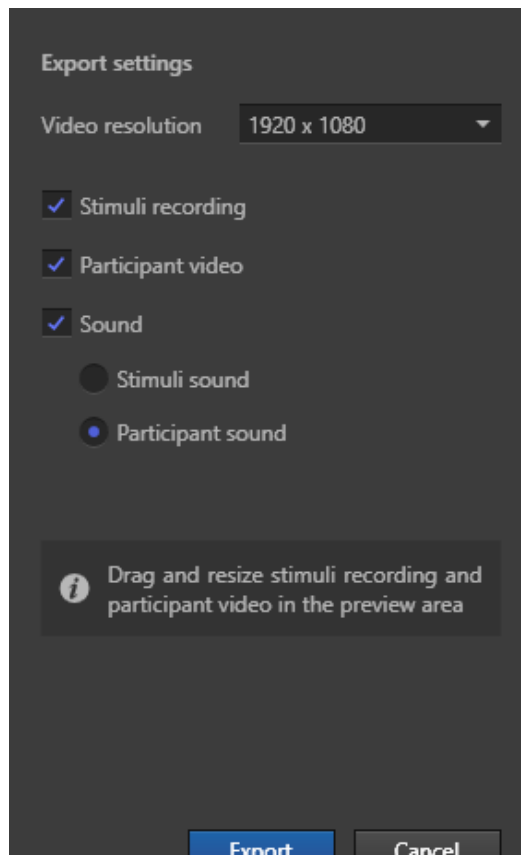 Export settings
Video resolution 1920 x 1080
Stimuli recording
Participant video
Sound
Stimuli sound
Participant sound
Drag and resize stimuli recording and
participant video in the preview area
Export Cancel